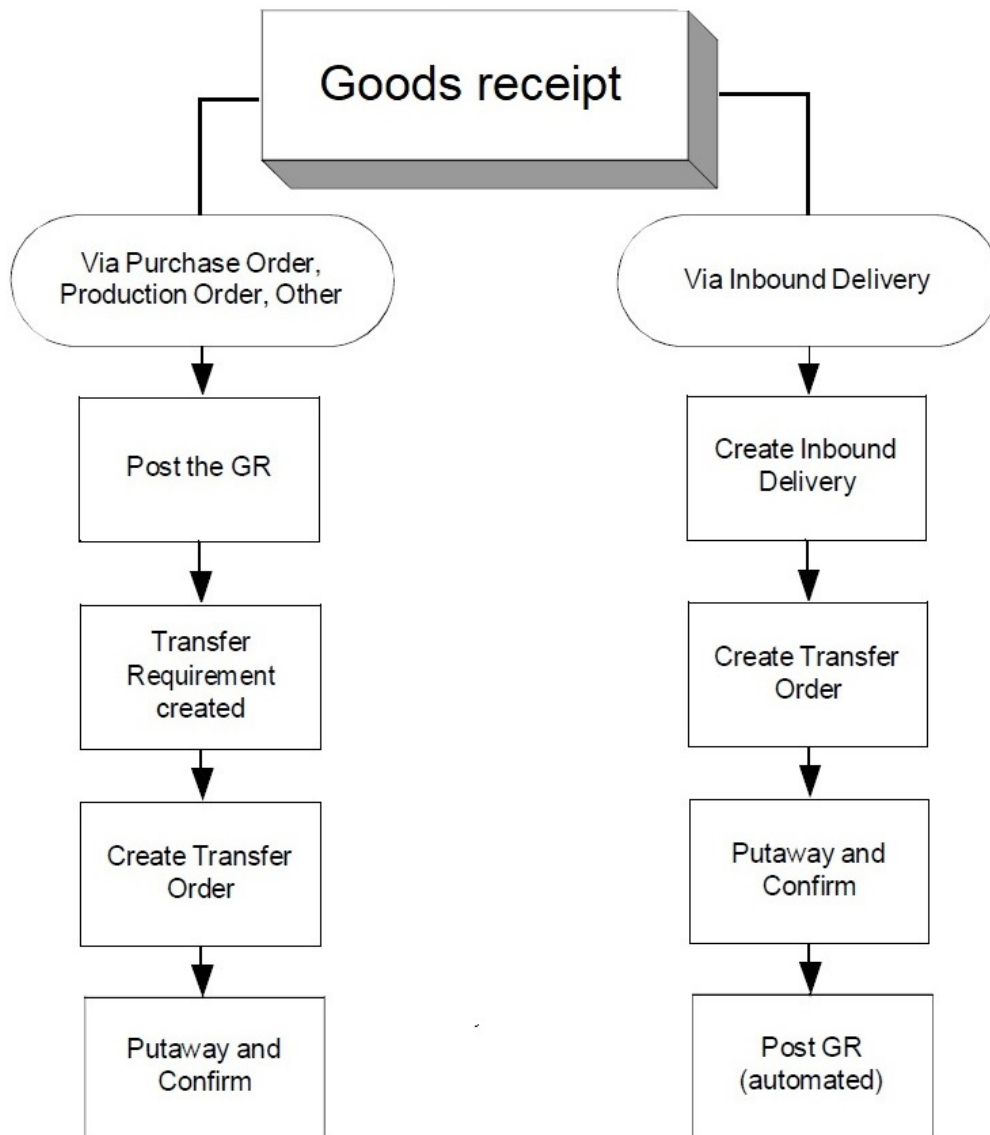 Goods receipt
Via Purchase Order,
Production Order, Other
Post the GR
Transfer
Requirement
created
Create Transfer
Order
Putaway and
Confirm
Via Inbound Delivery
Create Inbound
Delivery
Create Transfer
Order
Putaway and
Confirm
Post GR
(automated)